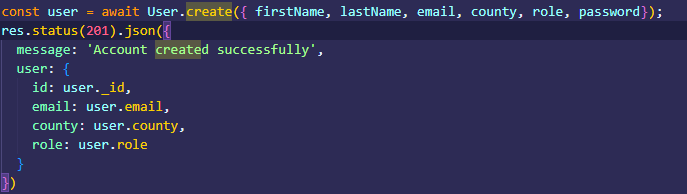 const user = await User.create({ firstName, lastName, email, county, role, password});
res.status(201).json({
message: 'Account created successfully',
user: {
id: user._id,
email: user.email,
county: user.county,
role: user.role
}
})